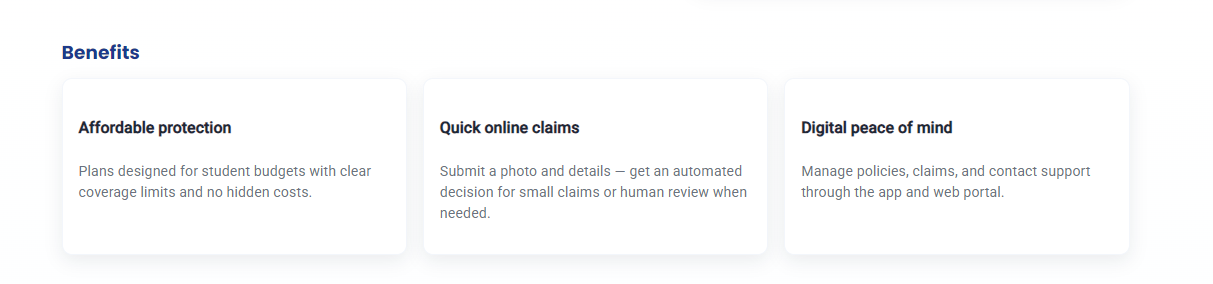 Benefits
Affordable protection
Plans designed for student budgets with clear
coverage limits and no hidden costs.
Quick online claims
Submit a photo and details — get an automated
decision for small claims or human review when
needed.
Digital peace of mind
Manage policies, claims, and contact support
through the app and web portal.